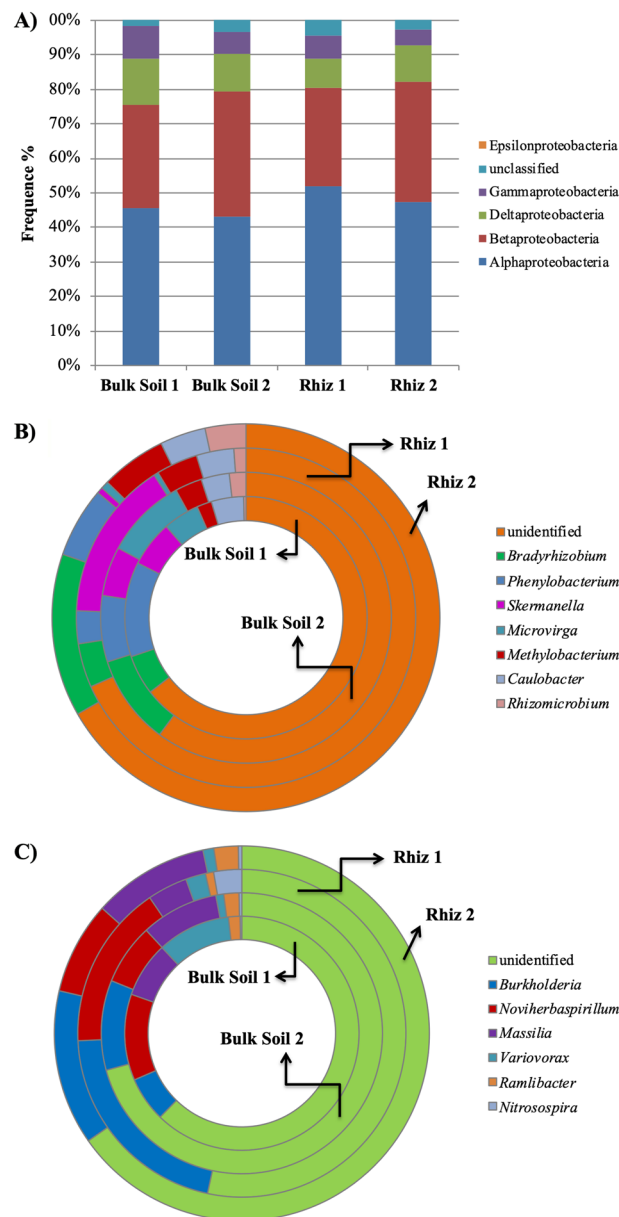 A)
00%
90%
80%
70%
60%
50%
40%
30%
20%
10%
0%
Frequence %
Bulk Soil 1
Bulk Soil 2
Rhiz 1
Rhiz 2
Epsilonproteobacteria
unclassified
Gammaproteobacteria
Deltaproteobacteria
Betaproteobacteria
Alphaproteobacteria
B)
Rhiz 1
Rhiz 2
Bulk Soil 1
Bulk Soil 2
unidentified
Bradyrhizobium
Phenylobacterium
Skermanella
Microvirga
Methylobacterium
Caulobacter
Rhizomicrobium
C)
Rhiz 1
Rhiz 2
Bulk Soil 1
Bulk Soil 2
unidentified
Burkholderia
Noviherbaspirillum
Massilia
Variovorax
Ramlibacter
Nitrosospira